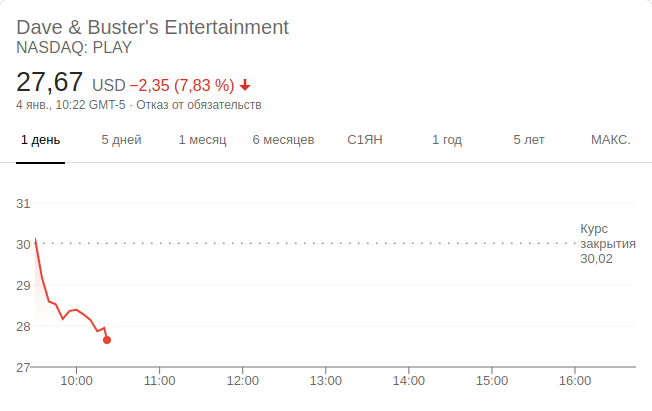 Dave & Buster's Entertainment
NASDAQ: PLAY
27,67 USD −2,35 (7,83 %)
4 янв., 10:22 GMT-5 · Отказ от обязательств
1 день 5 дней 1 месяц 6 месяцев С1ЯН 1 год 5 лет МАКС.
31
Курс
30 закрытия
30,02
29
28
27
10:00 11:00 12:00 13:00 14:00 15:00 16:00